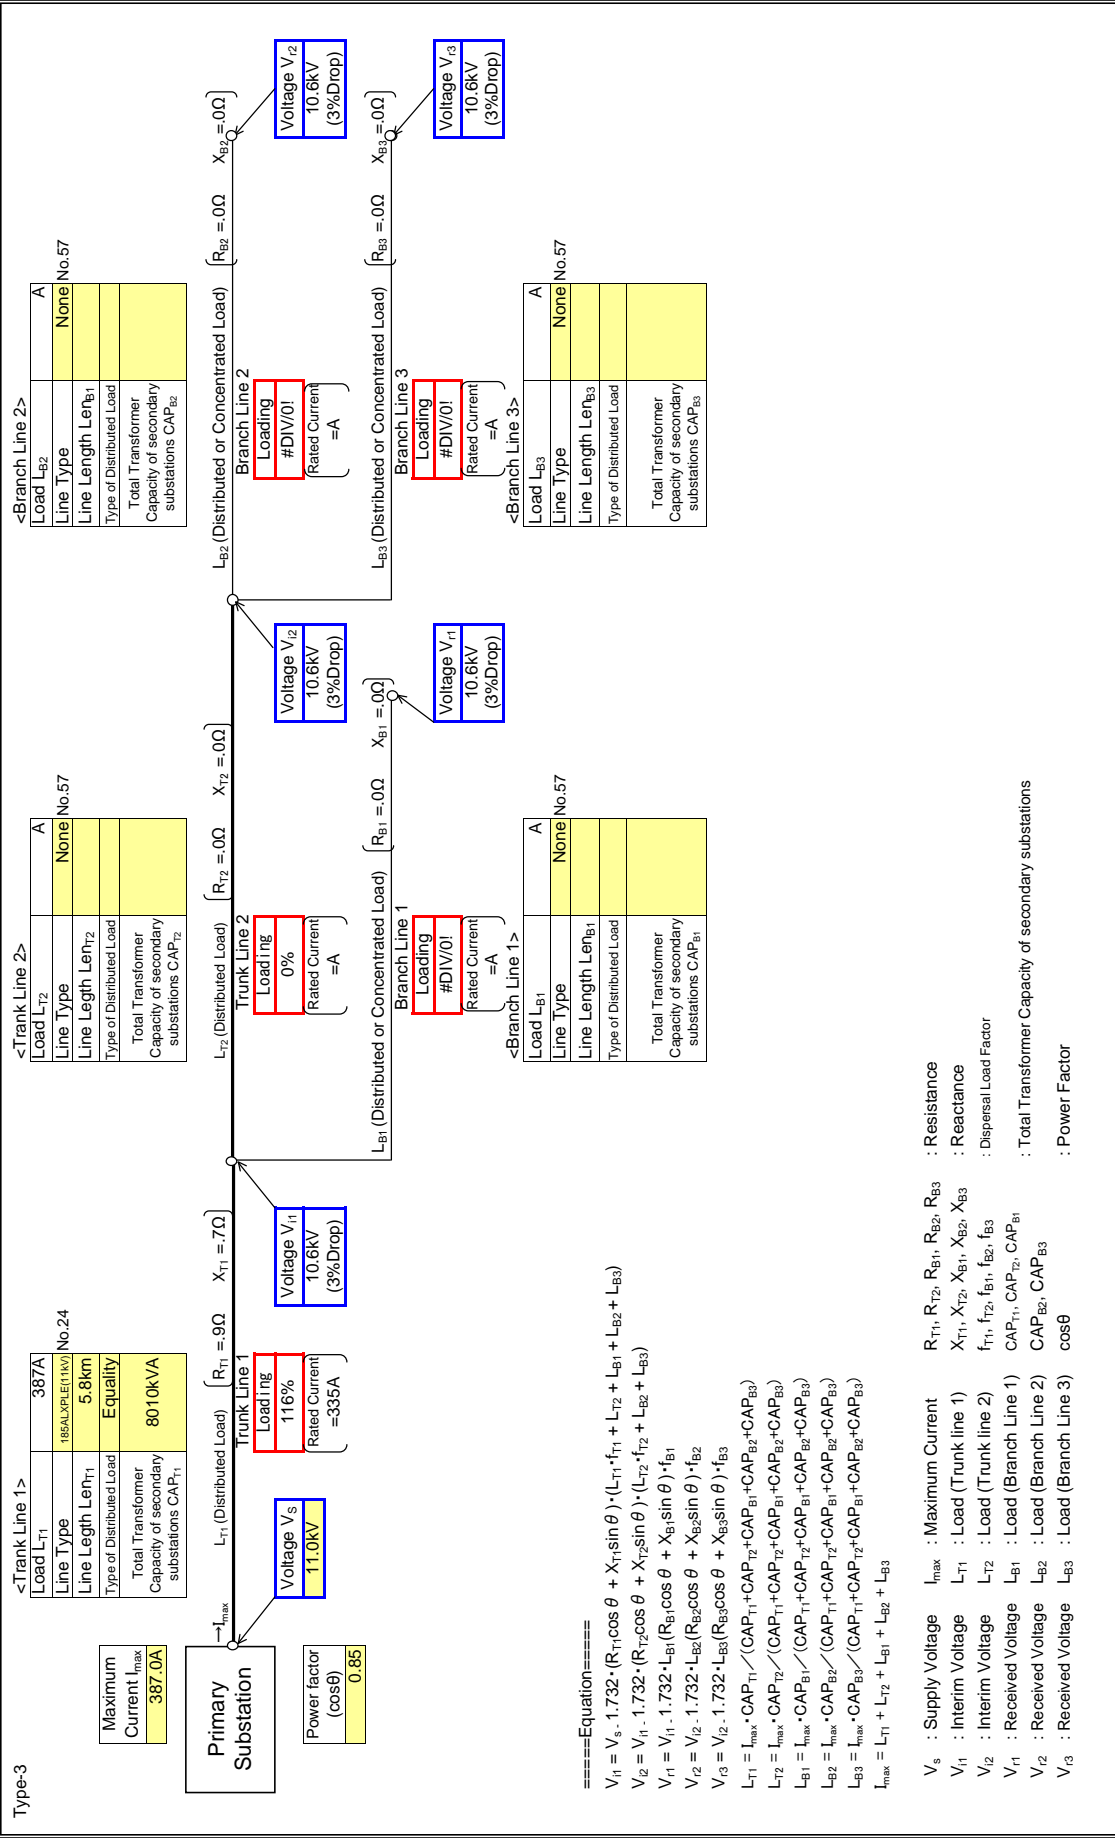 Type-3
<Trank Line 1>
Load LT1 387A
Line Type 185ALXPLE(11kV) No.24
Line Legth LenT1 5.8km
Type of Distributed Load Equality
Total Transformer Capacity of secondary substations CAPT1 8010kVA
<Trank Line 2>
Load LT2 A
Line Type None No.57
Line Legth LenT2
Type of Distributed Load
Total Transformer Capacity of secondary substations CAPT2
<Branch Line 2>
Load LB2 A
Line Type None No.57
Line Length LenB1
Type of Distributed Load
Total Transformer Capacity of secondary substations CAPB2
Maximum Current Imax
387.0A
Primary Substation
→Imax
Power factor (cosθ)
0.85
Voltage VS
11.0kV
LT1 (Distributed Load) RT1 =.9Ω XT1 =.7Ω
Trunk Line 1
Loading
116%
Rated Current
=335A
Voltage Vi1
10.6kV
(3%Drop)
LT2 (Distributed Load) RT2 =.0Ω XT2 =.0Ω
Trunk Line 2
Loading
0%
Rated Current
=A
Voltage Vi2
10.6kV
(3%Drop)
LB2 (Distributed or Concentrated Load) RB2 =.0Ω XB2 =.0Ω
Branch Line 2
Loading
#DIV/0!
Rated Current
=A
Voltage Vr2
10.6kV
(3%Drop)
LB1 (Distributed or Concentrated Load) RB1 =.0Ω XB1 =.0Ω
Branch Line 1
Loading
#DIV/0!
Rated Current
=A
Voltage Vr1
10.6kV
(3%Drop)
LB3 (Distributed or Concentrated Load) RB3 =.0Ω XB3 =.0Ω
Branch Line 3
Loading
#DIV/0!
Rated Current
=A
Voltage Vr3
10.6kV
(3%Drop)
<Branch Line 1>
Load LB1 A
Line Type None No.57
Line Length LenB1
Type of Distributed Load
Total Transformer Capacity of secondary substations CAPB1
<Branch Line 3>
Load LB3 A
Line Type None No.57
Line Length LenB3
Type of Distributed Load
Total Transformer Capacity of secondary substations CAPB3
=====Equation=====
Vi1 = Vs - 1.732・(RT1cos θ + XT1sin θ)・(LT1・fT1 + LT2 + LB1 + LB2 + LB3)
Vi2 = Vi1 - 1.732・(RT2cos θ + XT2sin θ)・(LT2・fT2 + LB2 + LB3)
Vr1 = Vi1 - 1.732・LB1(RB1cos θ + XB1sin θ)・fB1
Vr2 = Vi2 - 1.732・LB2(RB2cos θ + XB2sin θ)・fB2
Vr3 = Vi2 - 1.732・LB3(RB3cos θ + XB3sin θ)・fB3
LT1 = Imax・CAPT1／(CAPT1+CAPT2+CAPB1+CAPB2+CAPB3)
LT2 = Imax・CAPT2／(CAPT1+CAPT2+CAPB1+CAPB2+CAPB3)
LB1 = Imax・CAPB1／(CAPT1+CAPT2+CAPB1+CAPB2+CAPB3)
LB2 = Imax・CAPB2／(CAPT1+CAPT2+CAPB1+CAPB2+CAPB3)
LB3 = Imax・CAPB3／(CAPT1+CAPT2+CAPB1+CAPB2+CAPB3)
Imax = LT1 + LT2 + LB1 + LB2 + LB3
Vs : Supply Voltage Imax : Maximum Current RT1, RT2, RB1, RB2, RB3 : Resistance
Vi1 : Interim Voltage LT1 : Load (Trunk line 1) XT1, XT2, XB1, XB2, XB3 : Reactance
Vi2 : Interim Voltage LT2 : Load (Trunk line 2) fT1, fT2, fB1, fB2, fB3 : Dispersal Load Factor
Vr1 : Received Voltage LB1 : Load (Branch Line 1) CAPT1, CAPT2, CAPB1 : Total Transformer Capacity of secondary substations
Vr2 : Received Voltage LB2 : Load (Branch Line 2) CAPB2, CAPB3
Vr3 : Received Voltage LB3 : Load (Branch Line 3) cosθ : Power Factor